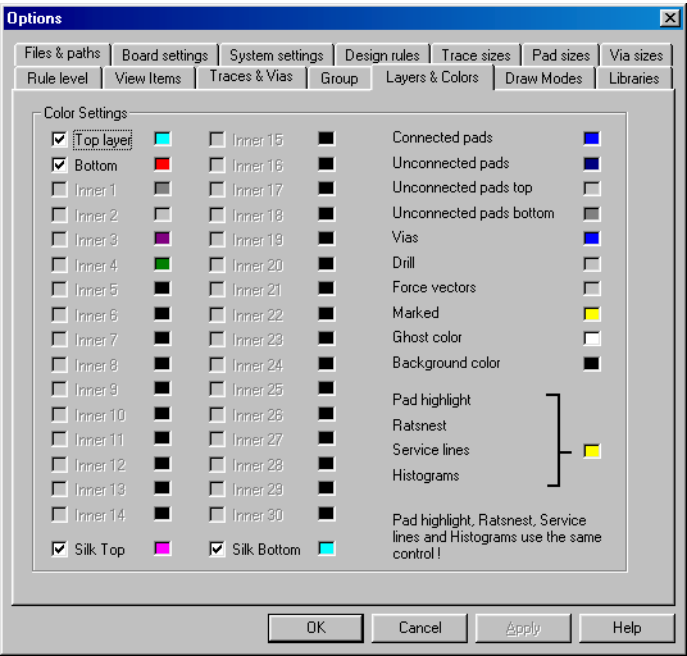 Options
Files & paths
Board settings
System settings
Design rules
Trace sizes
Pad sizes
Via sizes
Rule level
View Items
Traces & Vias
Group
Layers & Colors
Draw Modes
Libraries
Color Settings
Top layer
Bottom
Inner 1
Inner 2
Inner 3
Inner 4
Inner 5
Inner 6
Inner 7
Inner 8
Inner 9
Inner 10
Inner 11
Inner 12
Inner 13
Inner 14
Silk Top
Inner 15
Inner 16
Inner 17
Inner 18
Inner 19
Inner 20
Inner 21
Inner 22
Inner 23
Inner 24
Inner 25
Inner 26
Inner 27
Inner 28
Inner 29
Inner 30
Silk Bottom
Connected pads
Unconnected pads
Unconnected pads top
Unconnected pads bottom
Vias
Drill
Force vectors
Marked
Ghost color
Background color
Pad highlight
Ratsnest
Service lines
Histograms
Pad highlight, Ratsnest, Service
lines and Histograms use the same
control !
OK
Cancel
Apply
Help